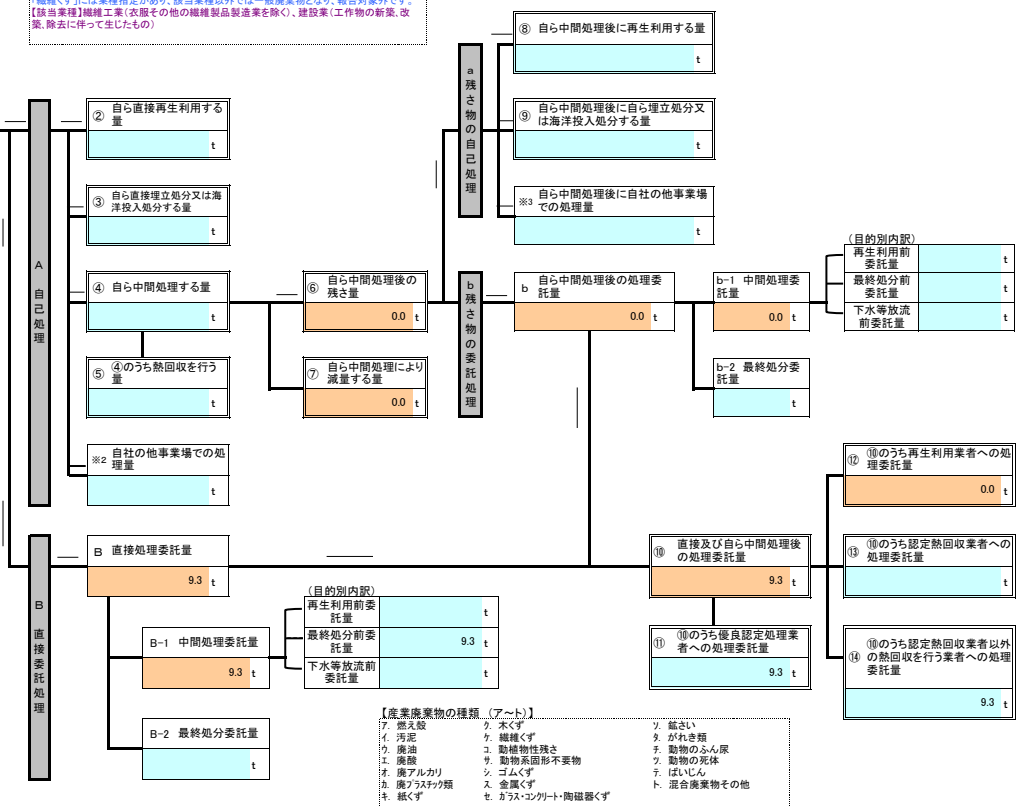 「繊維くず」には業種指定があり、該当業種以外では一般廃棄物となり、報告対象外です。
【該当業種】繊維工業(衣服その他の繊維製品製造業を除く)、建設業(工作物の新築、改
築、除去に伴って生じたもの)
A 自己処理
② 自ら直接再生利用する
量
t
③ 自ら直接埋立処分又は海
洋投入処分する量
t
④ 自ら中間処理する量
t
⑤ ④のうち熱回収を行う
量
t
※2 自社の他事業場での処
理量
t
⑥ 自ら中間処理後の
残さ量
0.0 t
⑦ 自ら中間処理により
減量する量
0.0 t
a 残さ物の自己処理
⑧ 自ら中間処理後に再生利用する量
t
⑨ 自ら中間処理後に自ら埋立処分又
は海洋投入処分する量
t
※3 自ら中間処理後に自社の他事業場
での処理量
t
b 残さ物の委託処理
b 自ら中間処理後の処理委
託量
0.0 t
b-1 中間処理委
託量
0.0 t
(目的別内訳)
再生利用前
委託量
t
最終処分前
委託量
t
下水等放流
前委託量
t
b-2 最終処分委
託量
t
B 直接委託処理
B 直接処理委託量
9.3 t
B-1 中間処理委託量
9.3 t
(目的別内訳)
再生利用前委
託量
t
最終処分前委
託量
9.3 t
下水等放流前
委託量
t
B-2 最終処分委託量
t
⑩ 直接及び自ら中間処理後
の処理委託量
9.3 t
⑪ ⑩のうち優良認定処理業
者への処理委託量
9.3 t
⑫ ⑩のうち再生利用業者への処
理委託量
0.0 t
⑬ ⑩のうち認定熱回収業者への
処理委託量
t
⑭ ⑩のうち認定熱回収業者以外
の熱回収を行う業者への処理
委託量
9.3 t
【産業廃棄物の種類 (ア~ト)】
ア. 燃え殻
イ. 汚泥
ウ. 廃油
エ. 廃酸
オ. 廃アルカリ
カ. 廃プラスチック類
キ. 紙くず
ク. 木くず
ケ. 繊維くず
コ. 動植物性残さ
サ. 動物系固形不要物
シ. ゴムくず
ス. 金属くず
セ. ガラス・コンクリート・陶磁器くず
ソ. 鉱さい
タ. がれき類
チ. 動物のふん尿
ツ. 動物の死体
テ. ばいじん
ト. 混合廃棄物その他